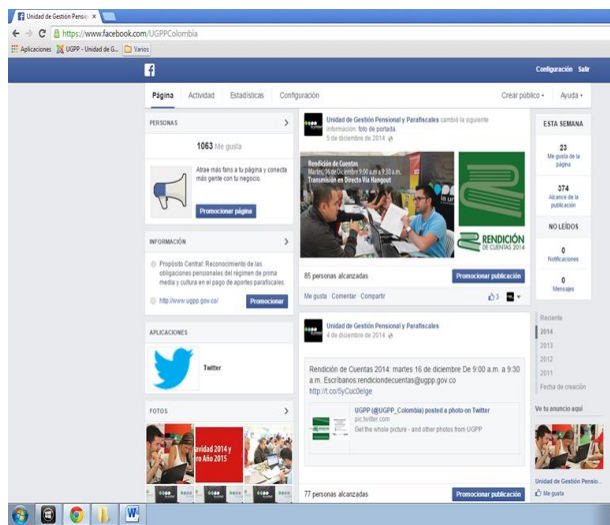 Unidad de Gestión Pensio
https://www.facebook.com/UGPPColombia
Aplicaciones
UGPP - Unidad de G...
Varios
Configuración Salir
Página Actividad Estadísticas Configuración
Crear público Ayuda
PERSONAS
1063 Me gusta
Atrae más fans a tu página y conecta
más gente con tu negocio.
Promocionar página
INFORMACIÓN
Propósito Central: Reconocimiento de las
obligaciones pensionales del régimen de prima
media y cultura en el pago de aportes parafiscales.
http://www.ugpp.gov.co/
Promocionar
APLICACIONES
Twitter
FOTOS
avidad 2014 y
ro Año 2015
Unidad de Gestión Pensional y Parafiscales cambió la siguiente
información: foto de portada.
5 de diciembre de 2014
Rendición de Cuentas
Martes, 16 de Diciembre 9:00 a.m a 9:30 a.m.
Transmisión en Directo Vía Hangout
RENDICIÓN
DE CUENTAS 2014
85 personas alcanzadas
Promocionar publicación
Me gusta · Comentar · Compartir
3
Unidad de Gestión Pensional y Parafiscales
4 de diciembre de 2014
Rendición de Cuentas 2014: martes 16 de diciembre De 9:00 a.m. a 9:30
a.m. Escríbanos:rendiciondecuentas@ugpp.gov.co
UGPP (@UGPP_Colombia) posted a photo on Twitter
pic.twitter.com
Get the whole picture - and other photos from UGPP
77 personas alcanzadas
Promocionar publicación
ESTA SEMANA
23
Me gusta de la
página
374
Alcance de la
publicación
NO LEÍDOS
0
Notificaciones
0
Mensajes
Reciente
2014
2013
2012
2011
Fecha de creación
Ve tu anuncio aquí
Unidad de Gestión Pensio...
Me gusta